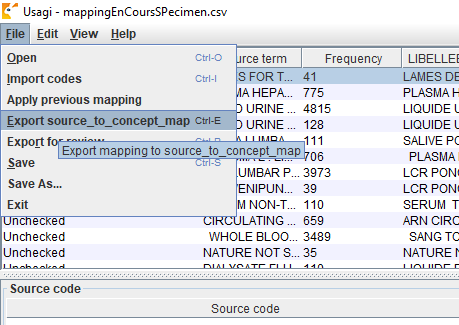 Usagi - mappingEnCoursSPecimen.csv
File Edit View Help
Open Ctrl-O
Import codes Ctrl-I
Apply previous mapping
Export source_to_concept_map Ctrl-E
Export for review
Export mapping to source_to_concept_map
Save Ctrl-S
Save As...
Exit
urce term Frequency LIBELLEE
S FOR T... 41 LAMES DE
MA HEPA... 775 PLASMA H
O URINE ... 4815 LIQUIDE U
O URINE ... 128 LIQUIDE U
A LUMBA... 111 SALIVE PO
706 PLASMA
UMBAR P... 3973 LCR PONC
VENIPUN... 39 LCR PONC
M NON-T... 110 SERUM T
Unchecked CIRCULATING ... 659 ARN CIRC
Unchecked WHOLE BLOO... 3489 SANG TO
Unchecked NATURE NOT S... 35 NATURE N
Unchecked DIALYSATE FLU... 110 LIQUIDE D
Source code
Source code